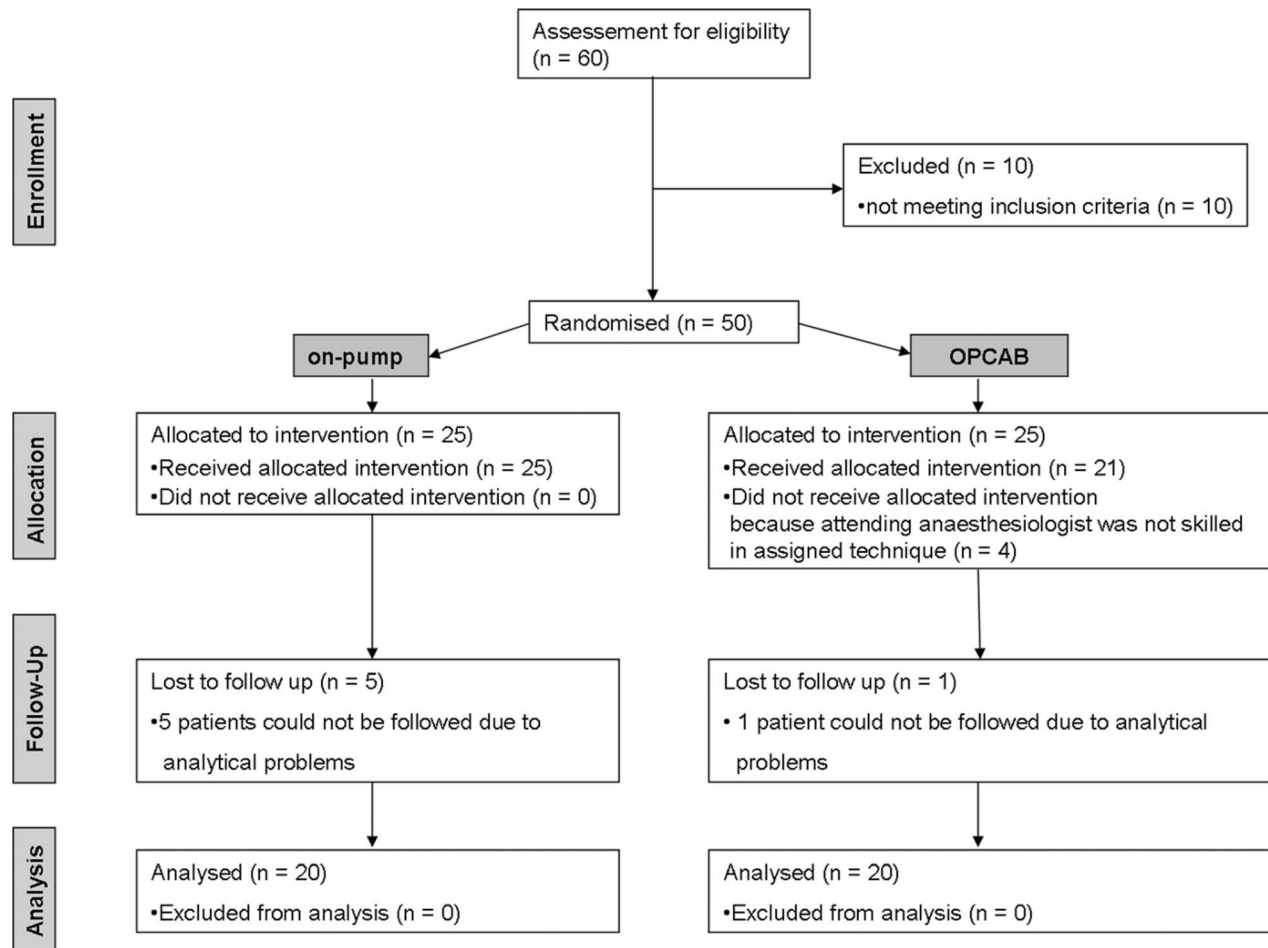 Assessement for eligibility
(n = 60)
Enrollment
Excluded (n = 10)
•not meeting inclusion criteria (n = 10)
Randomised (n = 50)
on-pump
OPCAB
Allocation
Allocated to intervention (n = 25)
•Received allocated intervention (n = 25)
•Did not receive allocated intervention (n = 0)
Allocated to intervention (n = 25)
•Received allocated intervention (n = 21)
•Did not receive allocated intervention
because attending anaesthesiologist was not skilled
in assigned technique (n = 4)
Follow-Up
Lost to follow up (n = 5)
•5 patients could not be followed due to
analytical problems
Lost to follow up (n = 1)
• 1 patient could not be followed due to analytical
problems
Analysis
Analysed (n = 20)
•Excluded from analysis (n = 0)
Analysed (n = 20)
•Excluded from analysis (n = 0)